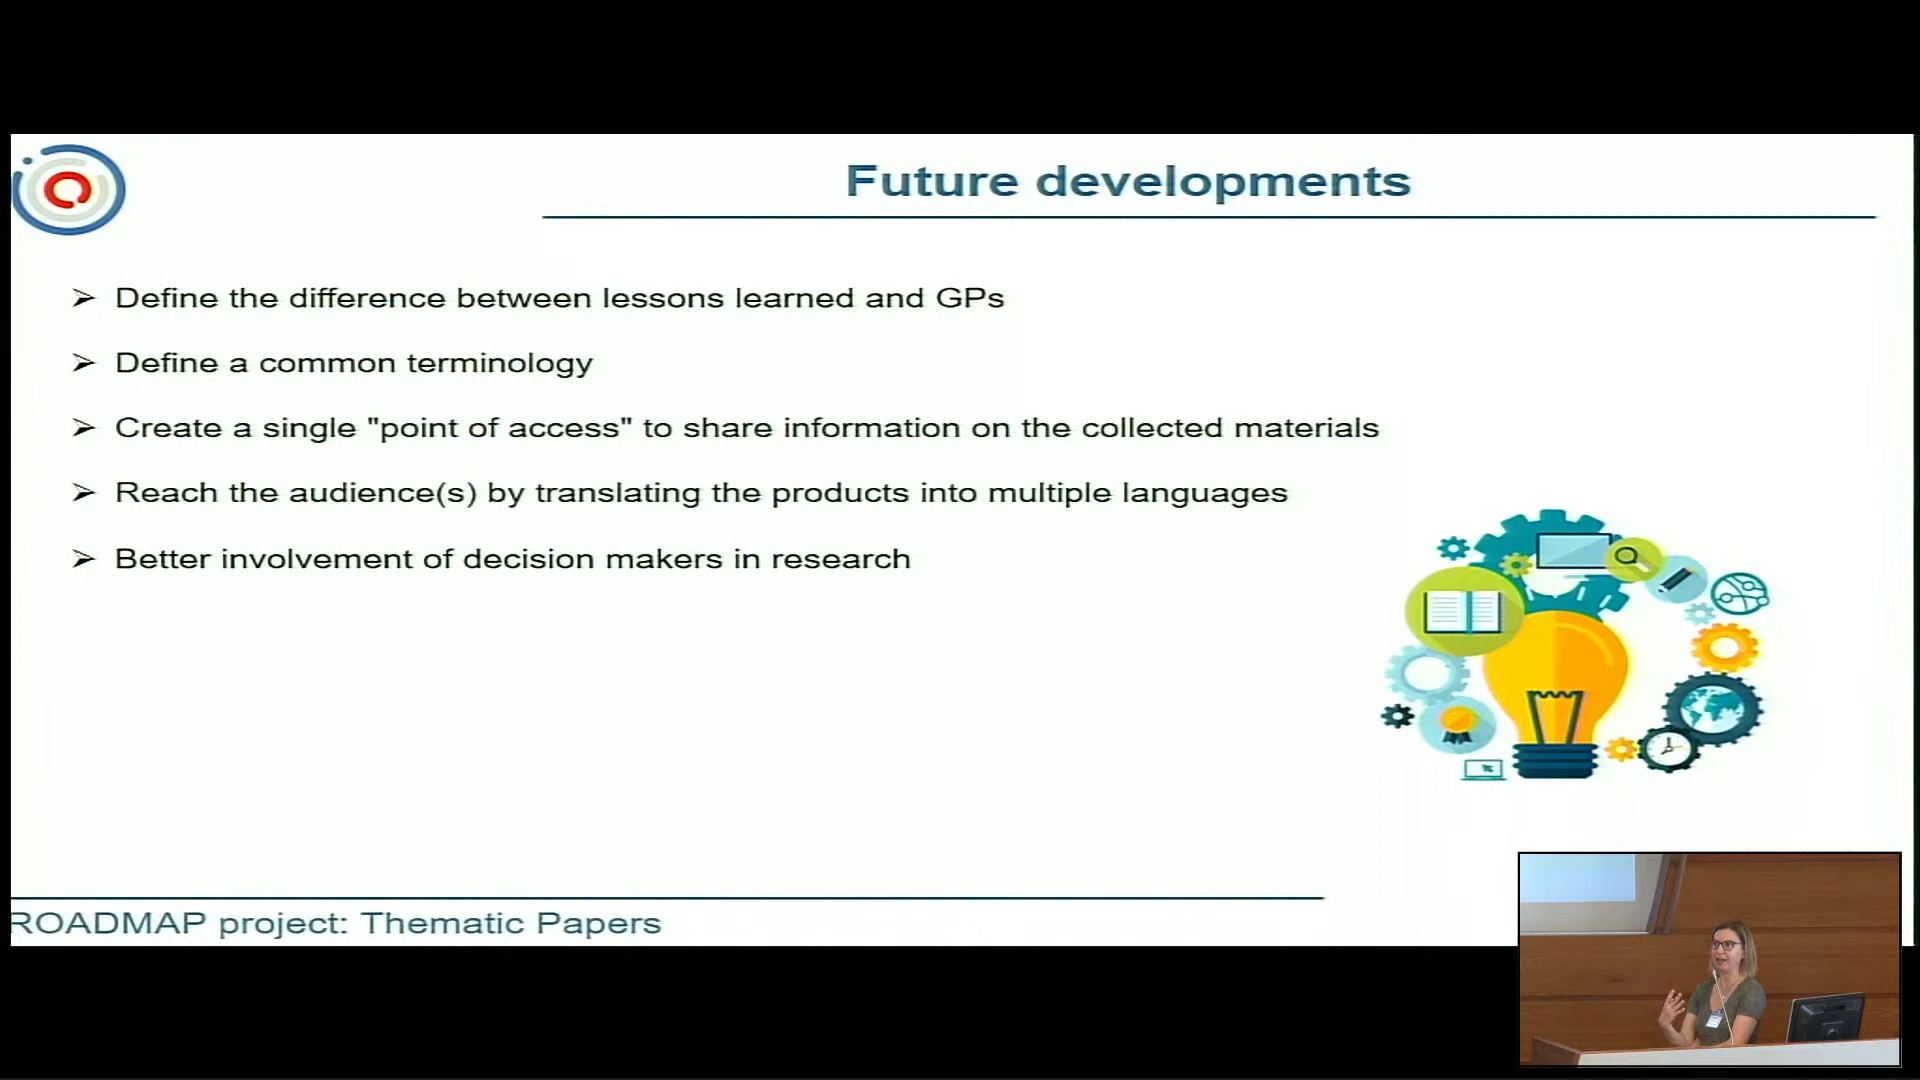 Future developments
➢ Define the difference between lessons learned and GPs
➢ Define a common terminology
➢ Create a single "point of access" to share information on the collected materials
➢ Reach the audience(s) by translating the products into multiple languages
➢ Better involvement of decision makers in research
ROADMAP project: Thematic Papers